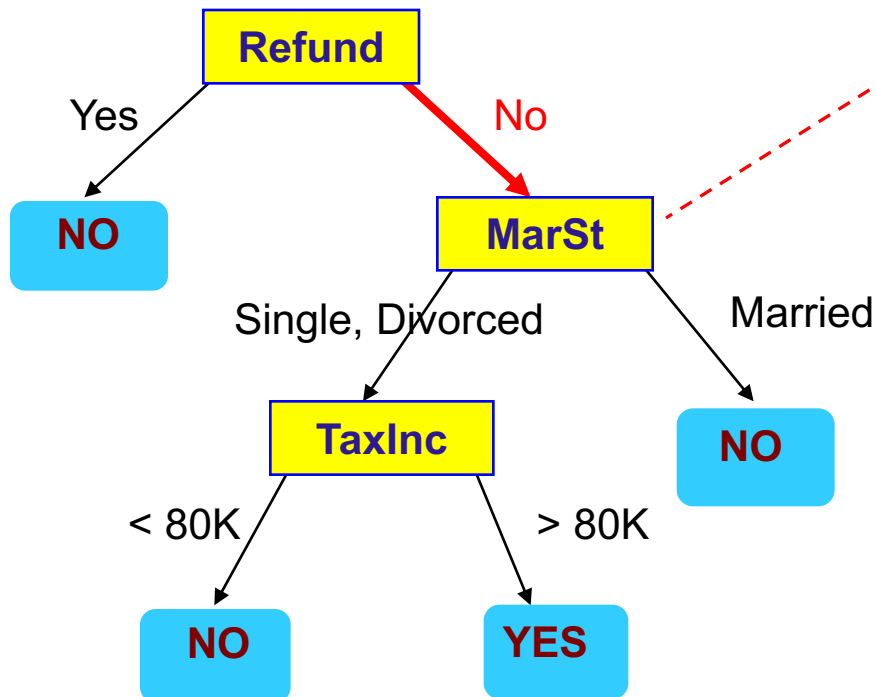 Refund
Yes
No
NO
MarSt
Single, Divorced
Married
TaxInc
NO
< 80K
> 80K
NO
YES